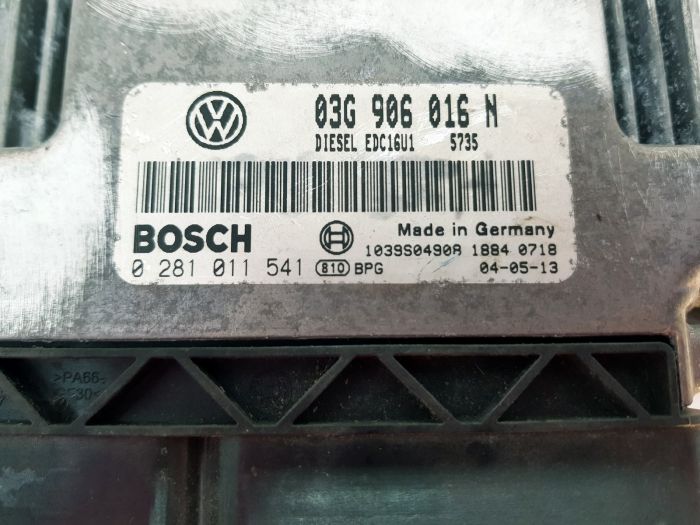 03G 906 016 N
DIESEL EDC16U1 5735
BOSCH
Made in Germany
1039S04908 1884 0718
0 281 011 541 810 BPG 04-05-13
>PA66-